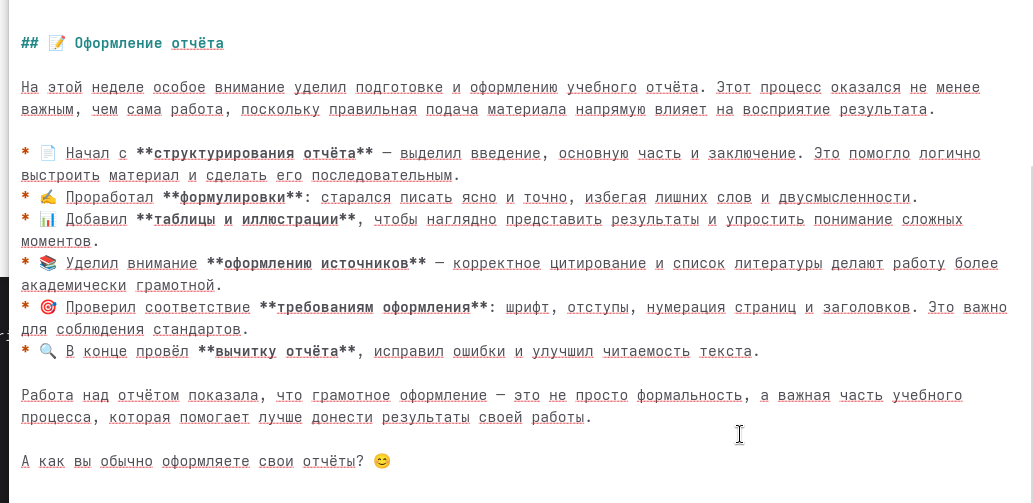 ## 📝 Оформление отчёта
На этой неделе особое внимание уделил подготовке и оформлению учебного отчёта. Этот процесс оказался не менее
важным, чем сама работа, поскольку правильная подача материала напрямую влияет на восприятие результата.
* 📄 Начал с **структурирования отчёта** — выделил введение, основную часть и заключение. Это помогло логично
выстроить материал и сделать его последовательным.
* ✍️ Проработал **формулировки**: старался писать ясно и точно, избегая лишних слов и двусмысленности.
* 📊 Добавил **таблицы и иллюстрации**, чтобы наглядно представить результаты и упростить понимание сложных
моментов.
* 📚 Уделил внимание **оформлению источников** — корректное цитирование и список литературы делают работу более
академически грамотной.
* 🎯 Проверил соответствие **требованиям оформления**: шрифт, отступы, нумерация страниц и заголовков. Это важно
для соблюдения стандартов.
* 🔍 В конце провёл **вычитку отчёта**, исправил ошибки и улучшил читаемость текста.
Работа над отчётом показала, что грамотное оформление — это не просто формальность, а важная часть учебного
процесса, которая помогает лучше донести результаты своей работы.
А как вы обычно оформляете свои отчёты? 😊